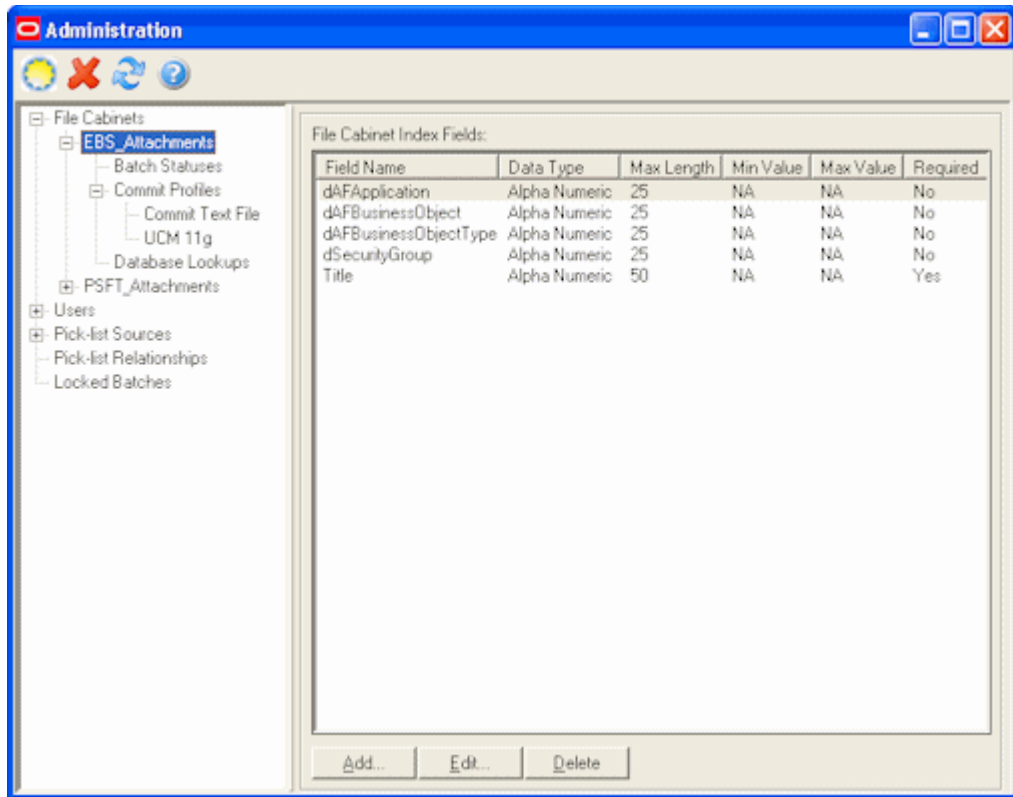 Administration
File Cabinets
EBS_Attachments
Batch Statuses
Commit Profiles
Commit Text File
UCM 11g
Database Lookups
PSFT_Attachments
Users
Pick-list Sources
Pick-list Relationships
Locked Batches
File Cabinet Index Fields:
Field Name Data Type Max Length Min Value Max Value Required
dAFApplication Alpha Numeric 25 NA NA No
dAFBusinessObject Alpha Numeric 25 NA NA No
dAFBusinessObjectType Alpha Numeric 25 NA NA No
dSecurityGroup Alpha Numeric 25 NA NA No
Title Alpha Numeric 50 NA NA Yes
Add... Edit... Delete